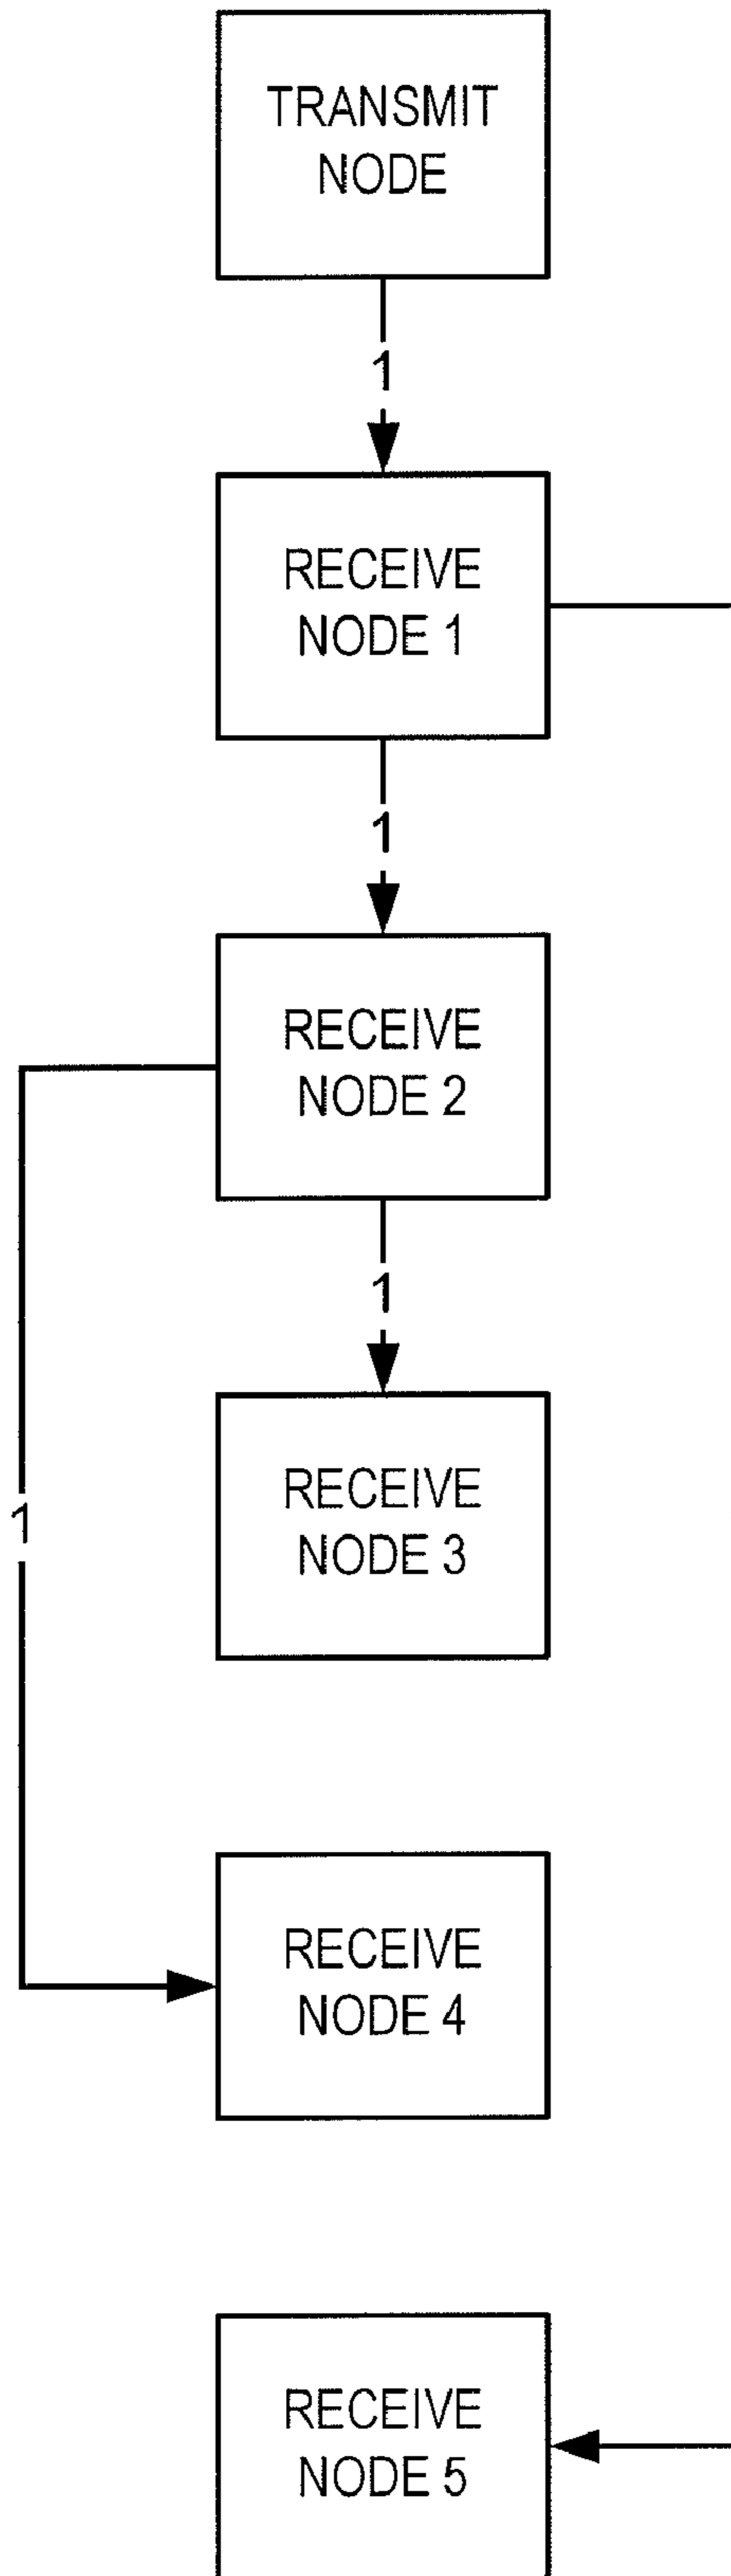 TRANSMIT
NODE
1
RECEIVE
NODE 1
1
RECEIVE
NODE 2
1
RECEIVE
NODE 3
1
RECEIVE
NODE 4
RECEIVE
NODE 5